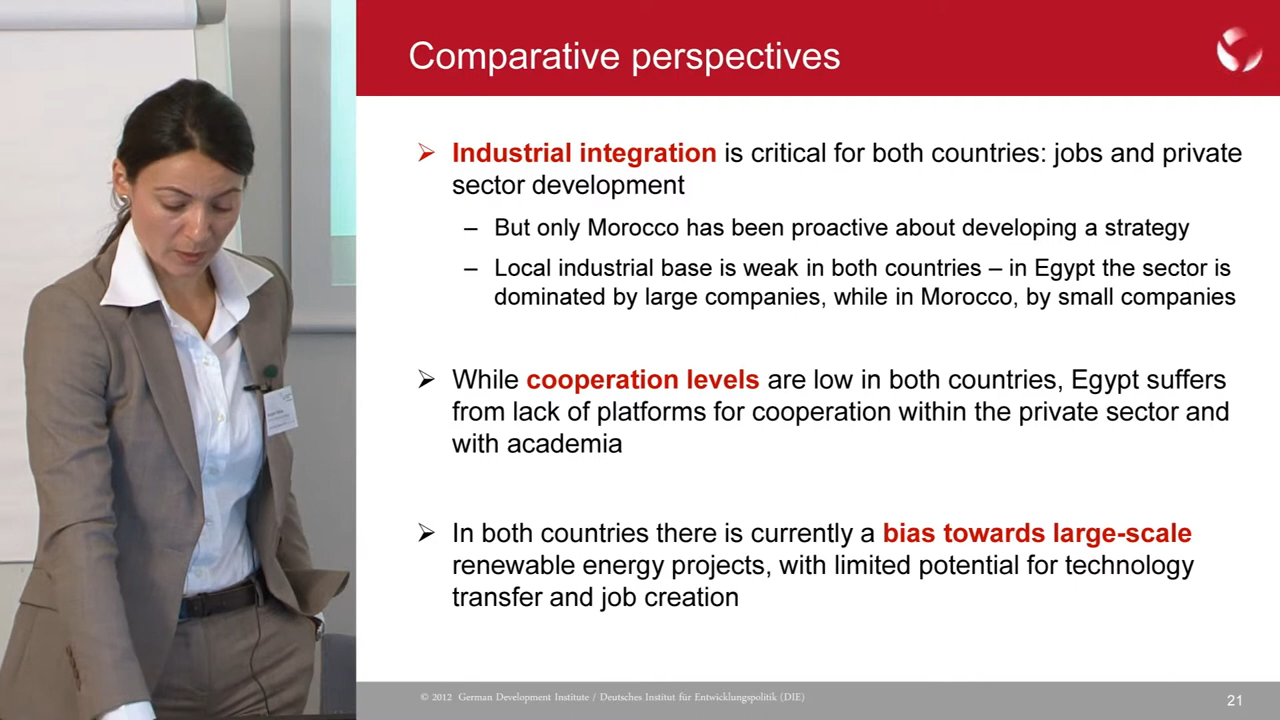 Comparative perspectives
➢ Industrial integration is critical for both countries: jobs and private
sector development
– But only Morocco has been proactive about developing a strategy
– Local industrial base is weak in both countries – in Egypt the sector is
dominated by large companies, while in Morocco, by small companies
➢ While cooperation levels are low in both countries, Egypt suffers
from lack of platforms for cooperation within the private sector and
with academia
➢ In both countries there is currently a bias towards large-scale
renewable energy projects, with limited potential for technology
transfer and job creation
© 2012 German Development Institute / Deutsches Institut für Entwicklungspolitik (DIE)
21